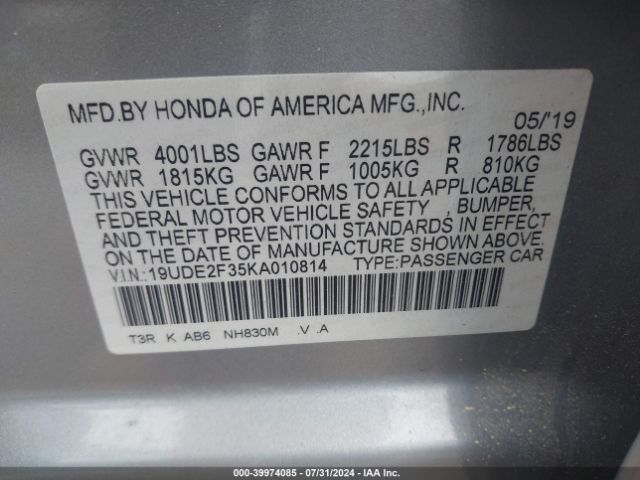 MFD.BY HONDA OF AMERICA MFG.,INC.
05/'19
GVWR 4001LBS GAWR F 2215LBS R 1786LBS
GVWR 1815KG GAWR F 1005KG R 810KG
THIS VEHICLE CONFORMS TO ALL APPLICABLE
FEDERAL MOTOR VEHICLE SAFETY , BUMPER,
AND THEFT PREVENTION STANDARDS IN EFFECT
ON THE DATE OF MANUFACTURE SHOWN ABOVE.
V.I.N.:19UDE2F35KA010814 TYPE:PASSENGER CAR
T3R K AB6 NH830M .V .A
000-39974085 - 07/31/2024 - IAA Inc.